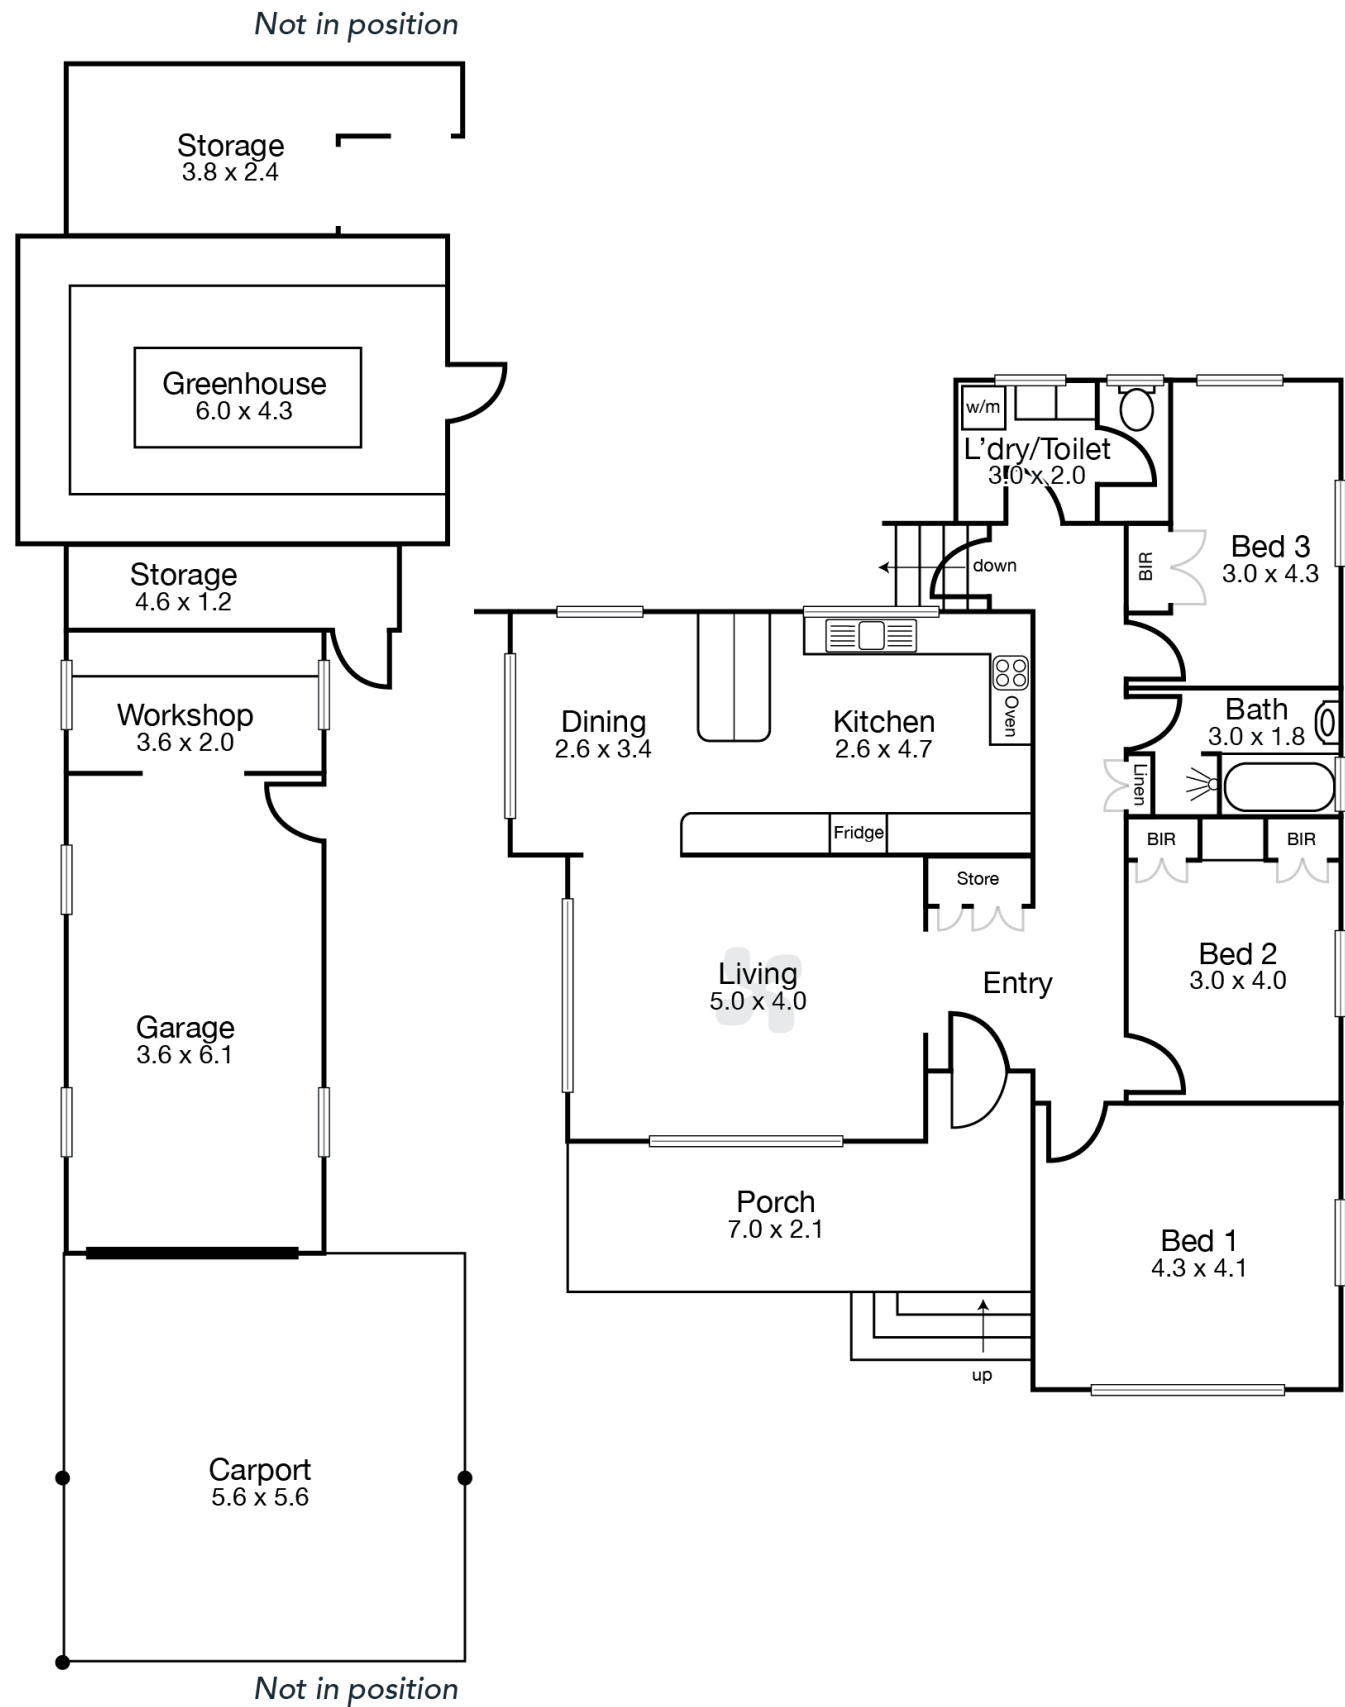 Not in position
Storage
3.8 x 2.4
Greenhouse
6.0 x 4.3
Storage
4.6 x 1.2
Workshop
3.6 x 2.0
Garage
3.6 x 6.1
Carport
5.6 x 5.6
Not in position
w/m
L'dry/Toilet
3.0 x 2.0
down
BIR
Bed 3
3.0 x 4.3
Dining
2.6 x 3.4
Kitchen
2.6 x 4.7
Oven
Fridge
Bath
3.0 x 1.8
Linen
BIR
BIR
Store
Bed 2
3.0 x 4.0
Living
5.0 x 4.0
Entry
Porch
7.0 x 2.1
Bed 1
4.3 x 4.1
up